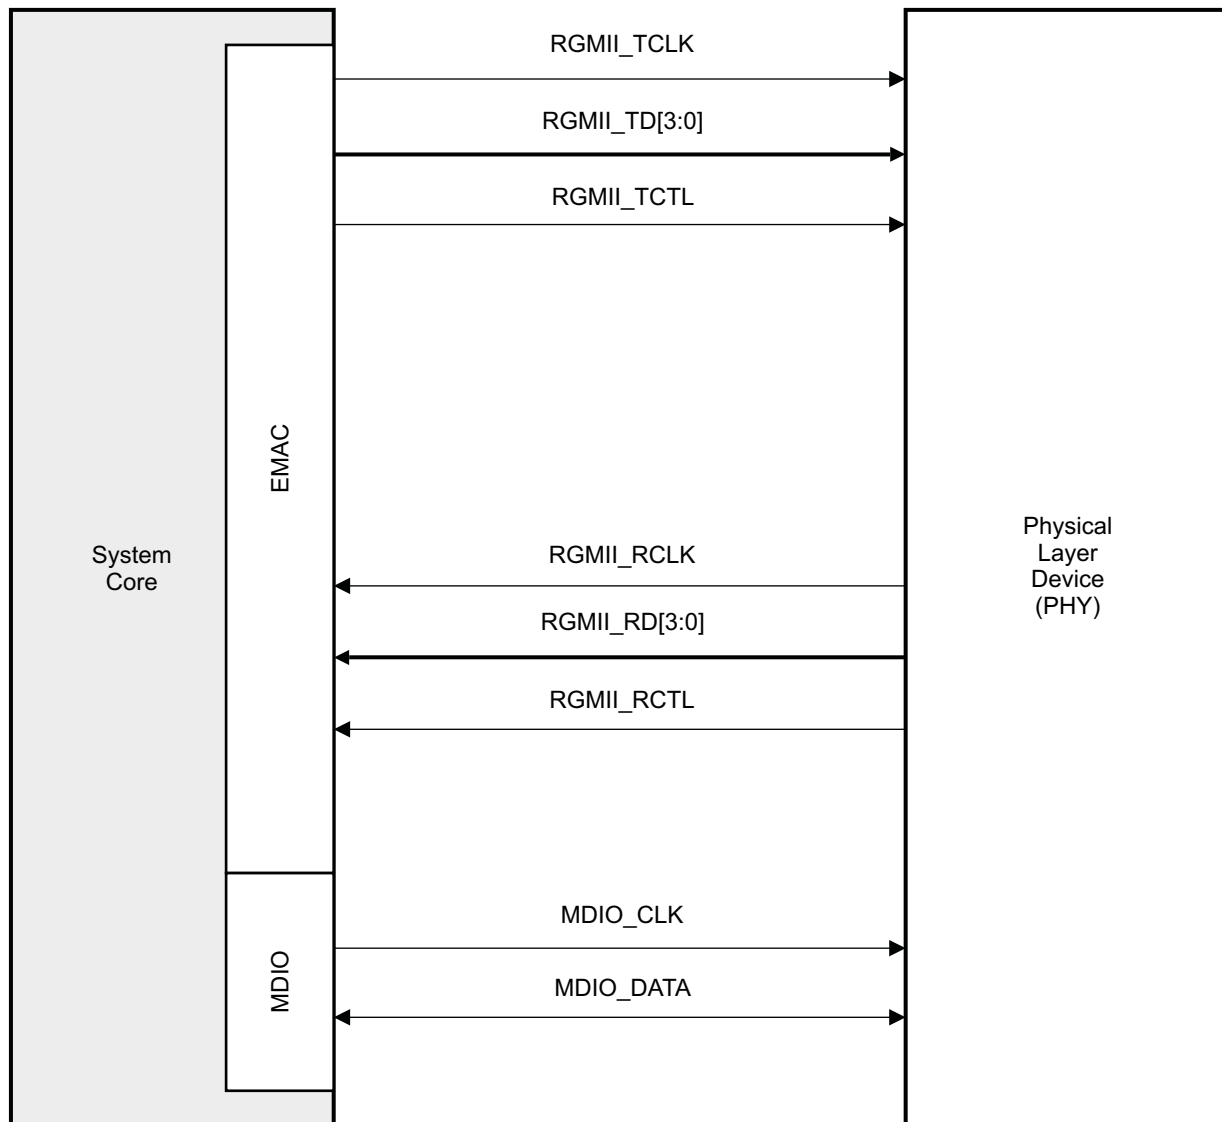 RGMII_TCLK
RGMII_TD[3:0]
RGMII_TCTL
EMAC
System
Core
RGMII_RCLK
RGMII_RD[3:0]
RGMII_RCTL
Physical
Layer
Device
(PHY)
MDIO
MDIO_CLK
MDIO_DATA